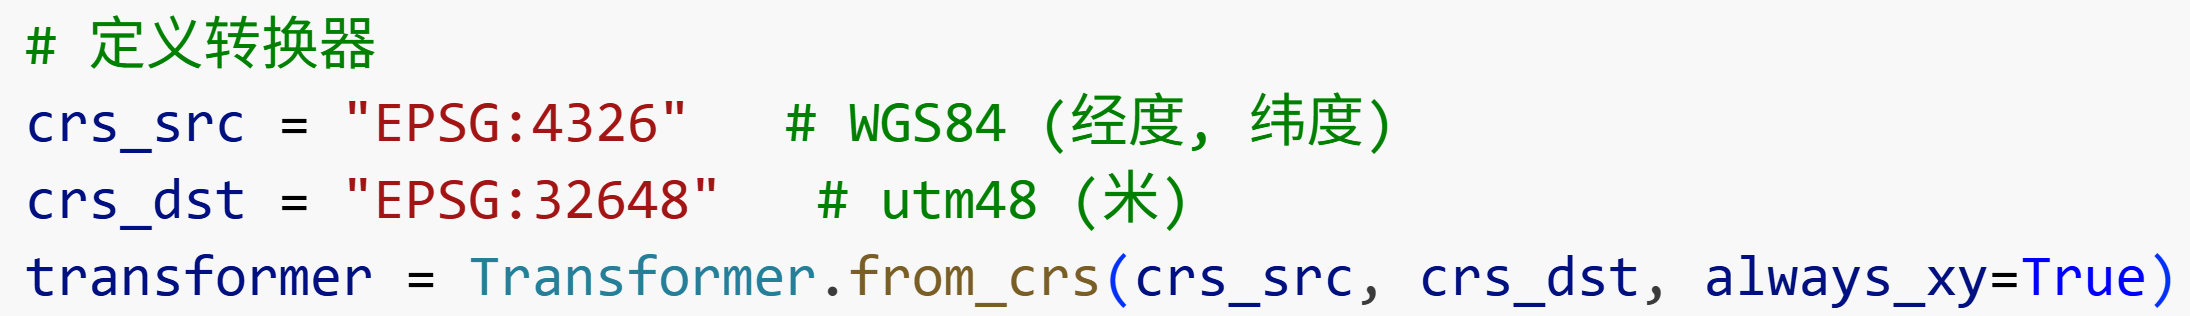 # 定义转换器
crs_src = "EPSG:4326"   # WGS84 (经度, 纬度)
crs_dst = "EPSG:32648"   # utm48 (米)
transformer = Transformer.from_crs(crs_src, crs_dst, always_xy=True)